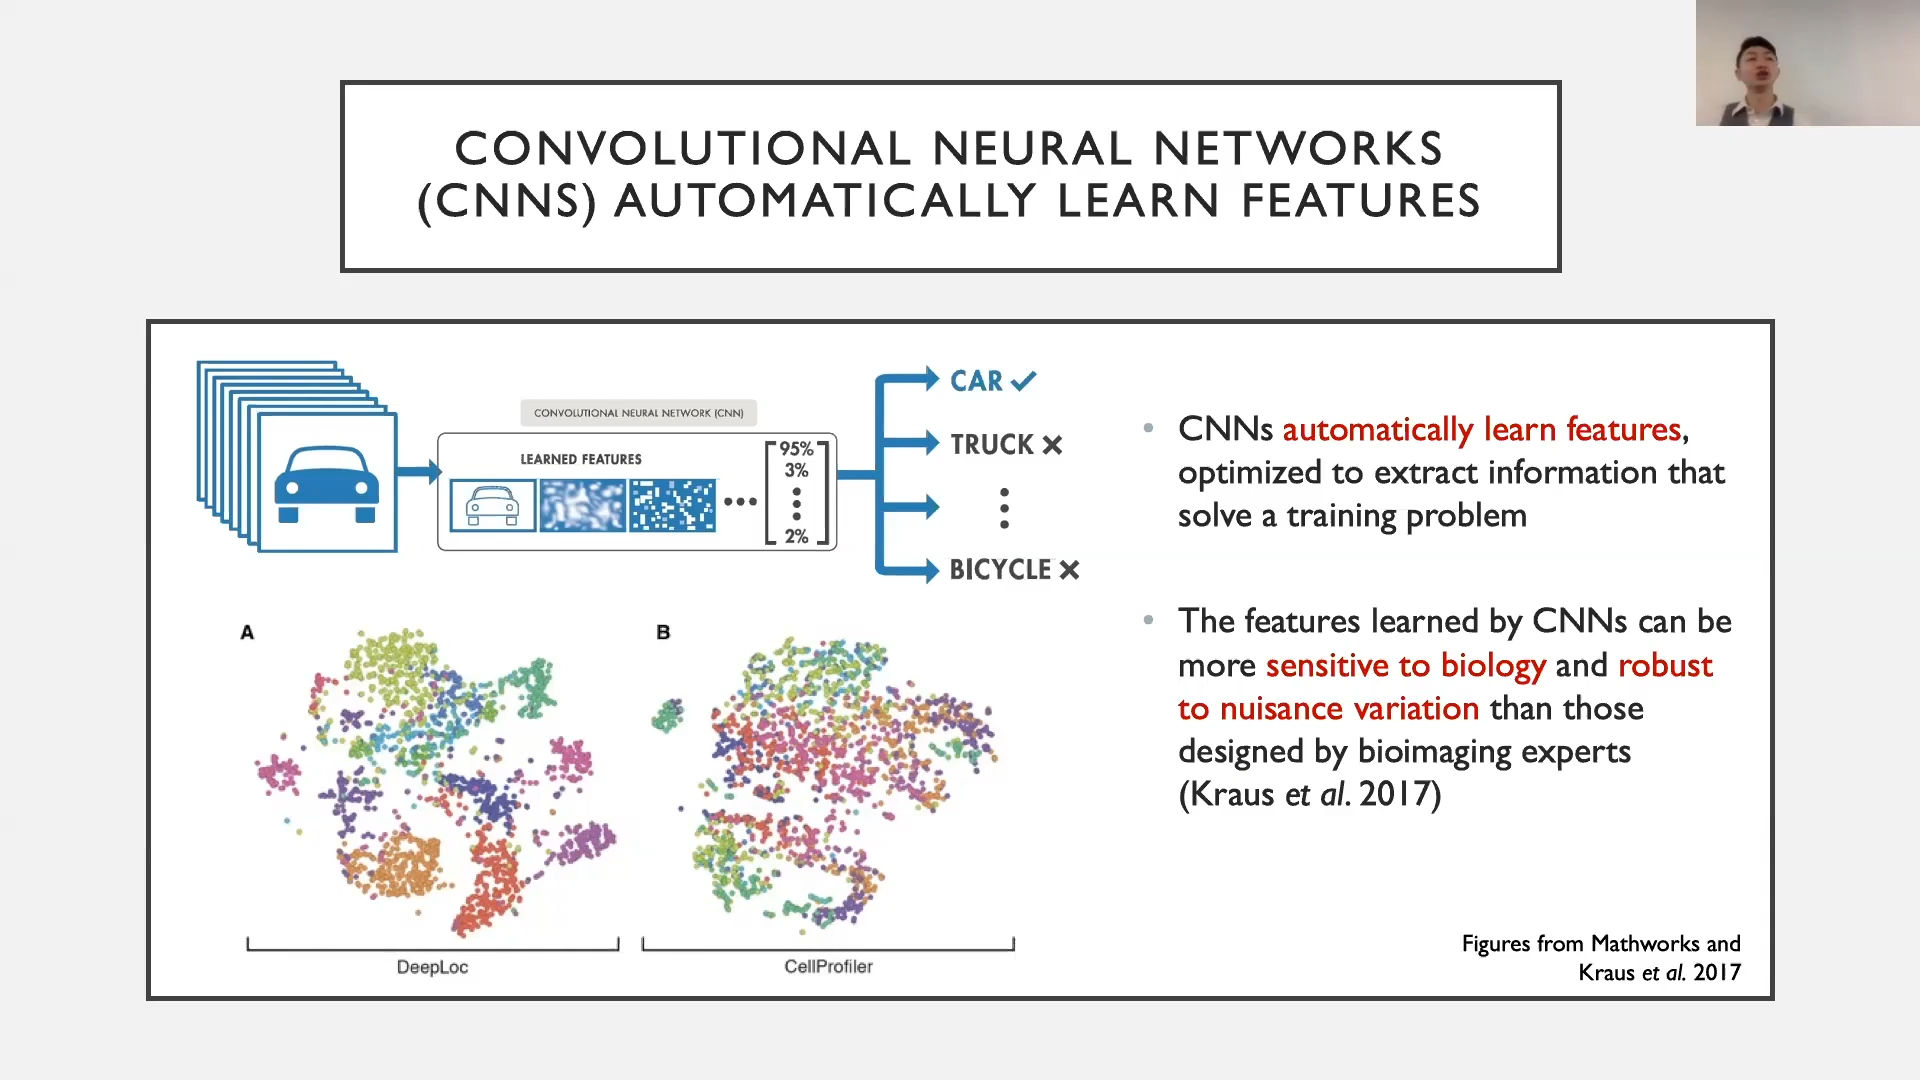 CONVOLUTIONAL NEURAL NETWORKS
(CNNS) AUTOMATICALLY LEARN FEATURES
CONVOLUTIONAL NEURAL NETWORK (CNN)
LEARNED FEATURES
95%
3%
2%
CAR
TRUCK
BICYCLE
A
B
DeepLoc
CellProfiler
• CNNs automatically learn features,
optimized to extract information that
solve a training problem
• The features learned by CNNs can be
more sensitive to biology and robust
to nuisance variation than those
designed by bioimaging experts
(Kraus et al. 2017)
Figures from Mathworks and
Kraus et al. 2017